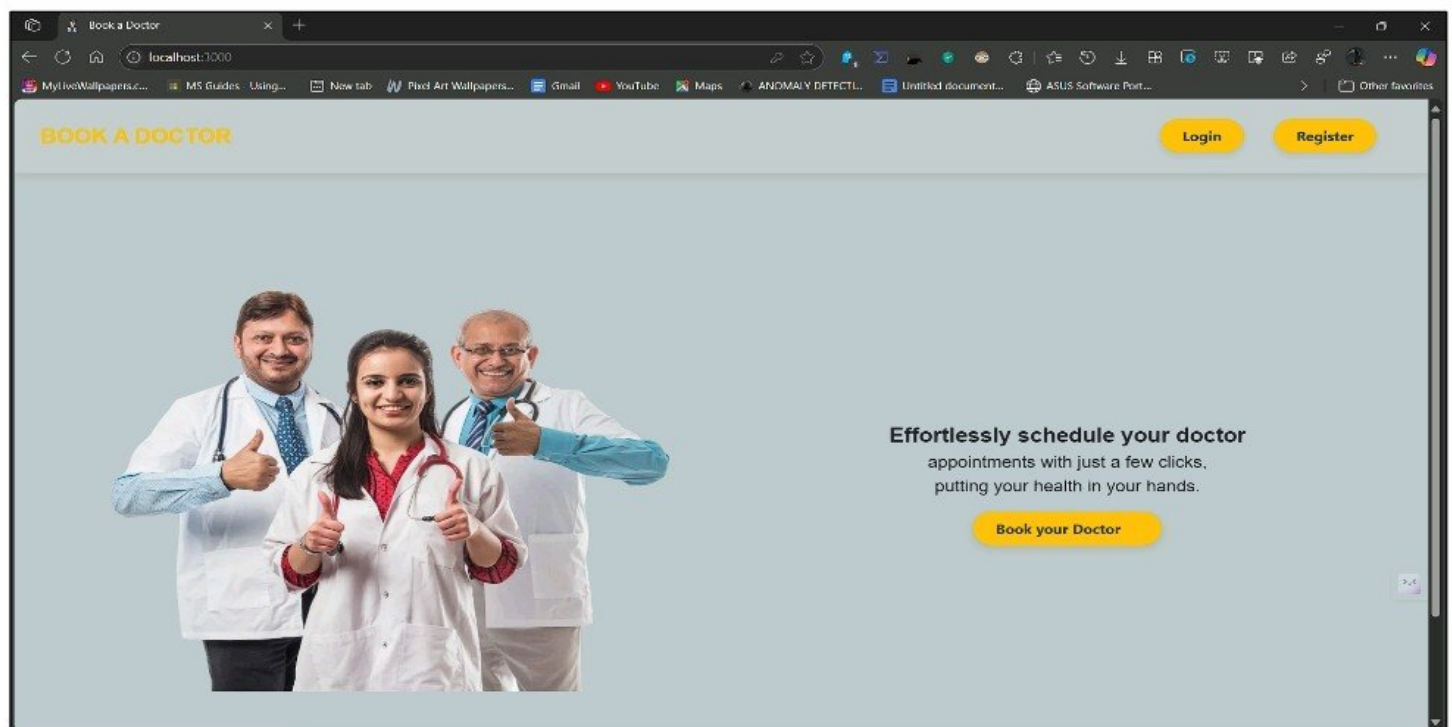 Book a Doctor
localhost:3000
MyLiveWallpapers.c... MS Guides Using... New tab Pixel Art Wallpapers... Gmail YouTube Maps ANOMALY DETECTI... Untitled document... ASUS Software Port... Other favorites
BOOK A DOCTOR
Login Register
Effortlessly schedule your doctor
appointments with just a few clicks,
putting your health in your hands.
Book your Doctor